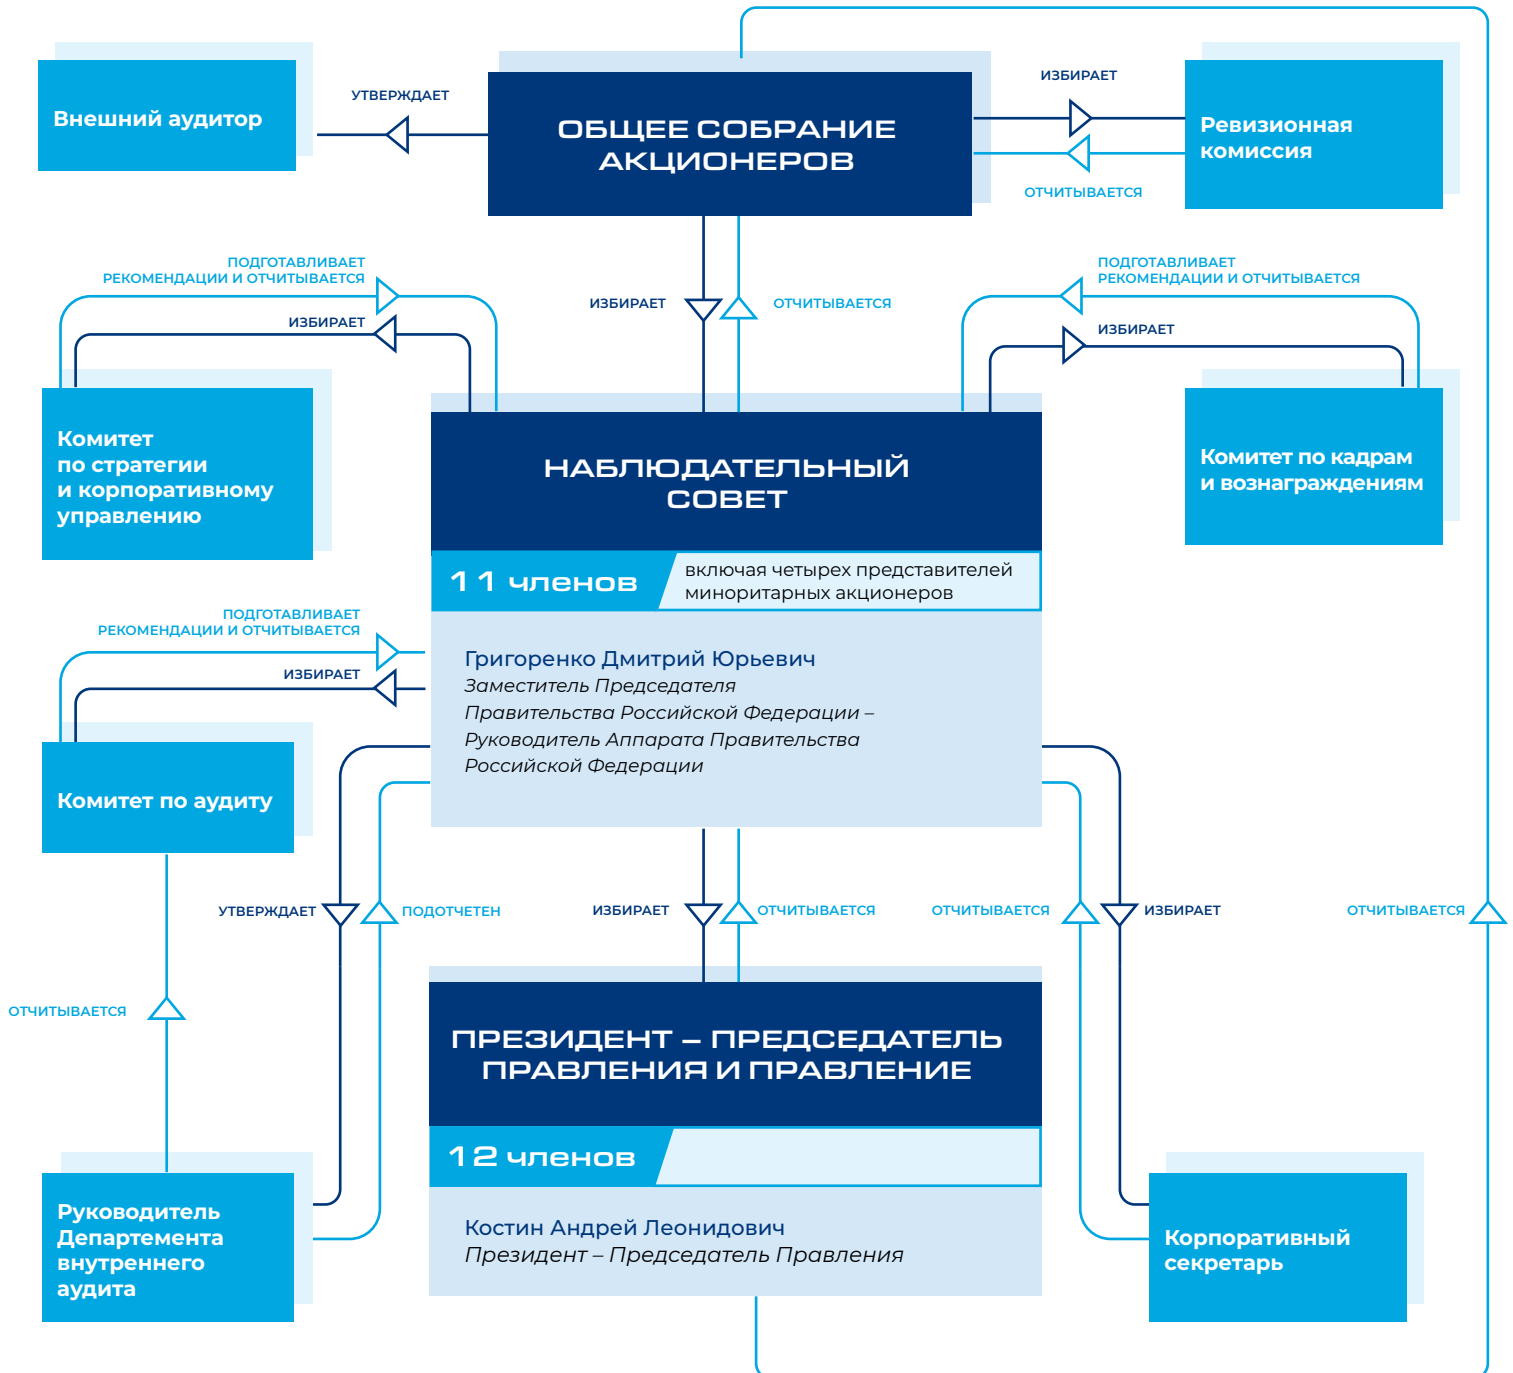 Внешний аудитор
УТВЕРЖДАЕТ
ОБЩЕЕ СОБРАНИЕ
АКЦИОНЕРОВ
ИЗБИРАЕТ
ОТЧИТЫВАЕТСЯ
Ревизионная
комиссия
ПОДГОТАВЛИВАЕТ
РЕКОМЕНДАЦИИ И ОТЧИТЫВАЕТСЯ
ИЗБИРАЕТ
ИЗБИРАЕТ
ОТЧИТЫВАЕТСЯ
ПОДГОТАВЛИВАЕТ
РЕКОМЕНДАЦИИ И ОТЧИТЫВАЕТСЯ
ИЗБИРАЕТ
Комитет
по стратегии
и корпоративному
управлению
НАБЛЮДАТЕЛЬНЫЙ
СОВЕТ
11 членов
включая четырех представителей
миноритарных акционеров
Комитет по кадрам
и вознаграждениям
ПОДГОТАВЛИВАЕТ
РЕКОМЕНДАЦИИ И ОТЧИТЫВАЕТСЯ
ИЗБИРАЕТ
Григоренко Дмитрий Юрьевич
Заместитель Председателя
Правительства Российской Федерации –
Руководитель Аппарата Правительства
Российской Федерации
Комитет по аудиту
УТВЕРЖДАЕТ
ПОДОТЧЕТЕН
ИЗБИРАЕТ
ОТЧИТЫВАЕТСЯ
ОТЧИТЫВАЕТСЯ
ИЗБИРАЕТ
ОТЧИТЫВАЕТСЯ
ОТЧИТЫВАЕТСЯ
ПРЕЗИДЕНТ – ПРЕДСЕДАТЕЛЬ
ПРАВЛЕНИЯ И ПРАВЛЕНИЕ
12 членов
Костин Андрей Леонидович
Президент – Председатель Правления
Руководитель
Департемента
внутреннего
аудита
Корпоративный
секретарь